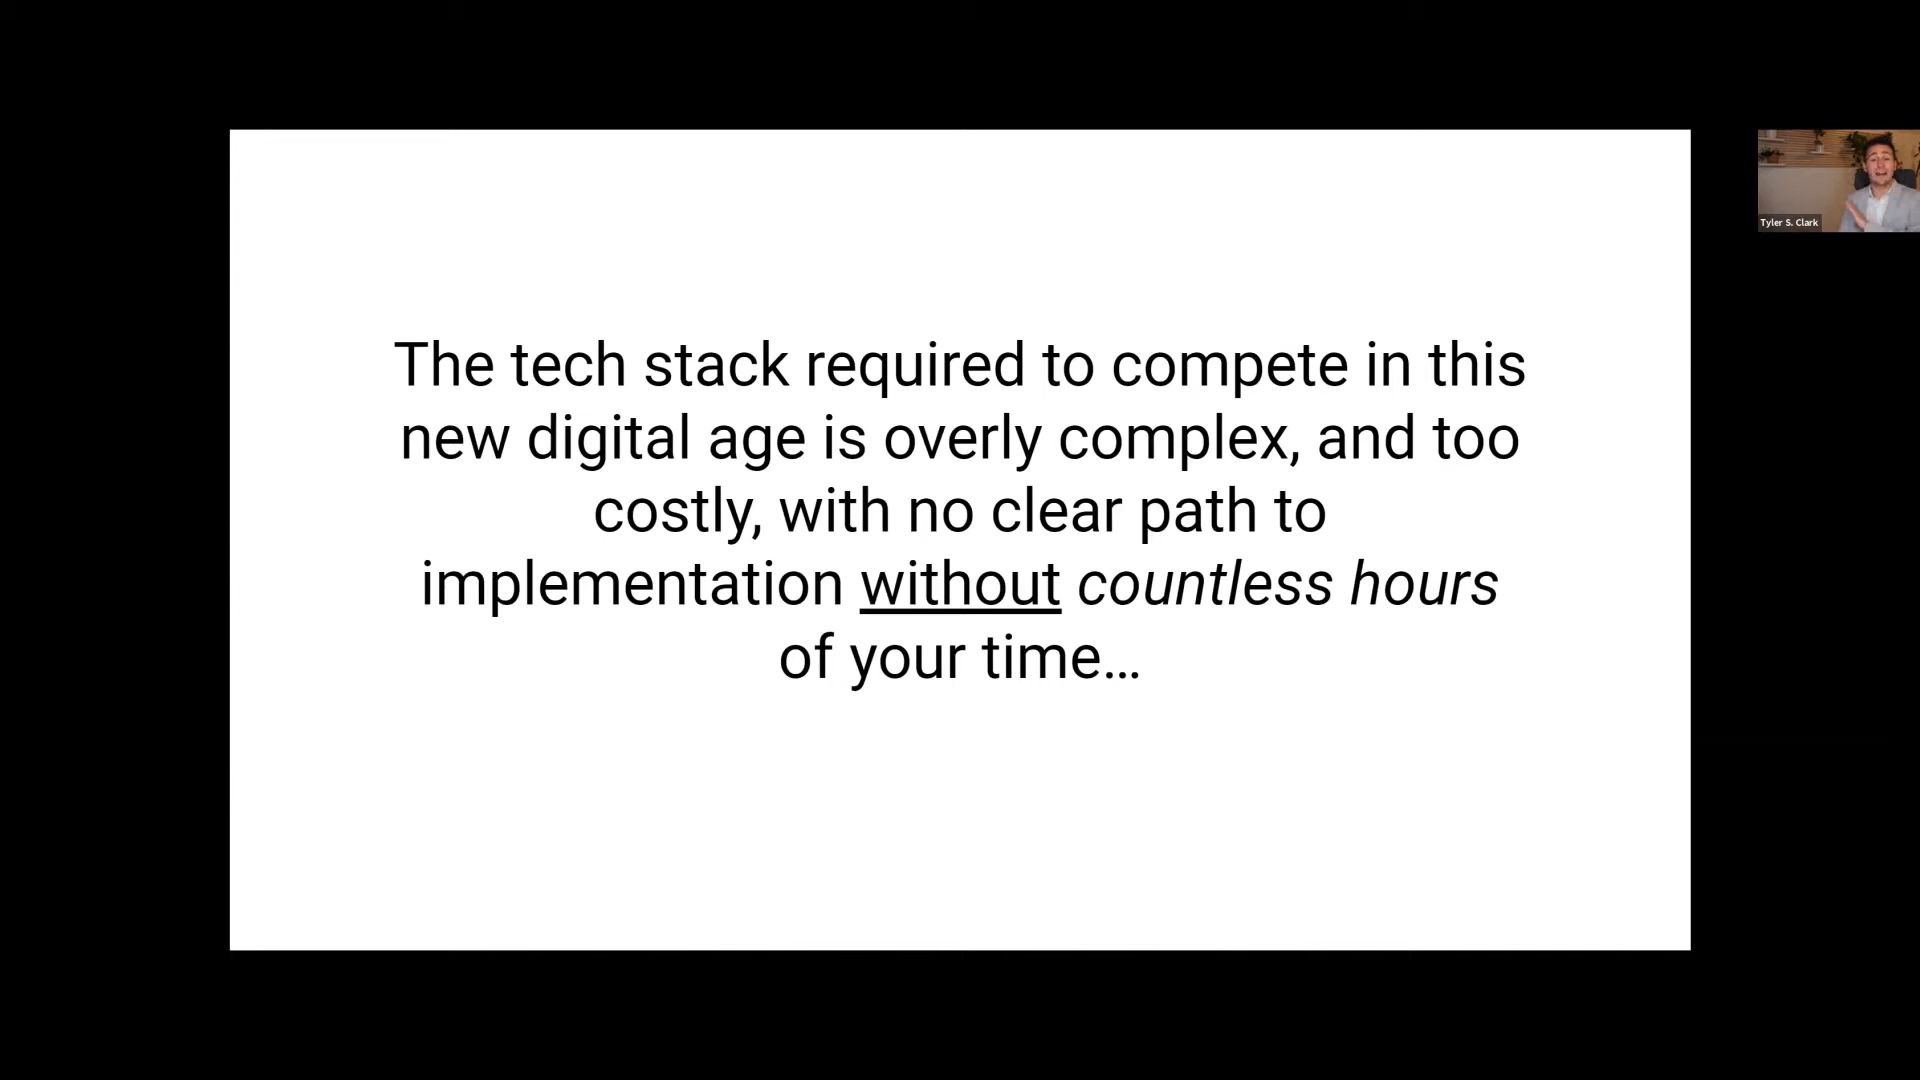 The tech stack required to compete in this
new digital age is overly complex, and too
costly, with no clear path to
implementation without countless hours
of your time…
Tyler S. Clark